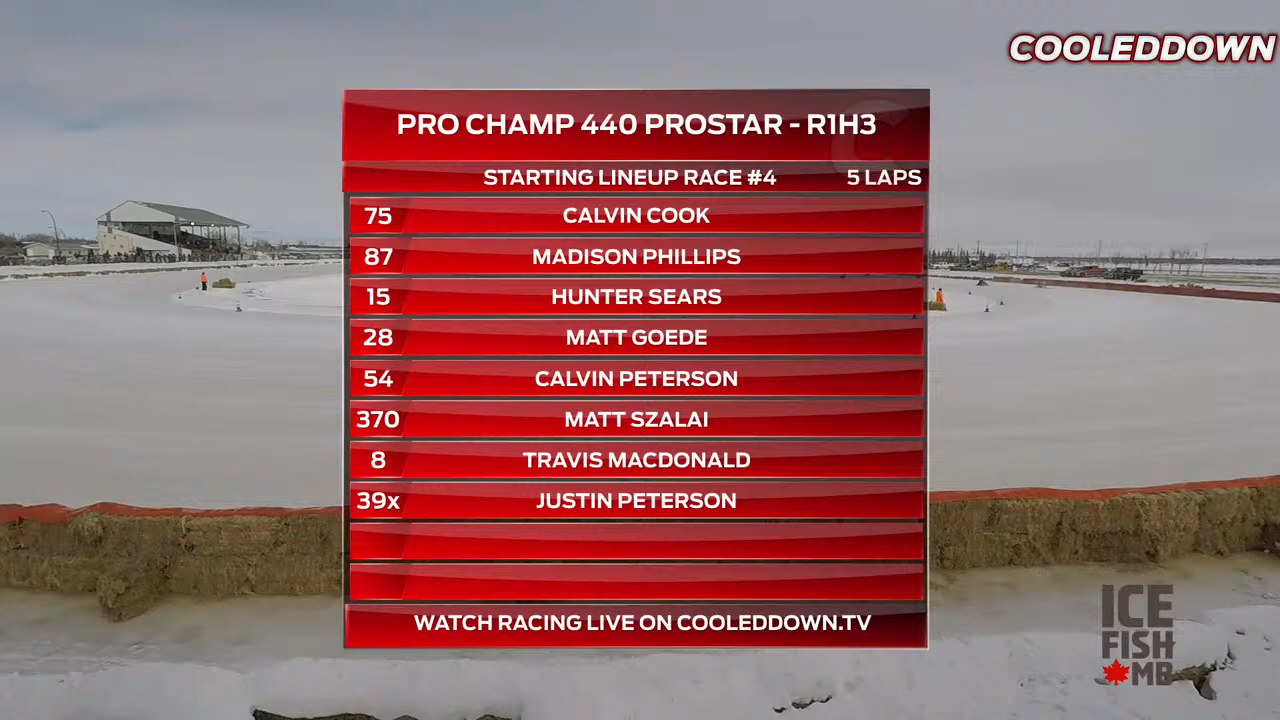 COOLEDDOWN
PRO CHAMP 440 PROSTAR - R1H3
STARTING LINEUP RACE #4 5 LAPS
75 CALVIN COOK
87 MADISON PHILLIPS
15 HUNTER SEARS
28 MATT GOEDE
54 CALVIN PETERSON
370 MATT SZALAI
8 TRAVIS MACDONALD
39x JUSTIN PETERSON
WATCH RACING LIVE ON COOLEDDOWN.TV
ICE
FISH
MB